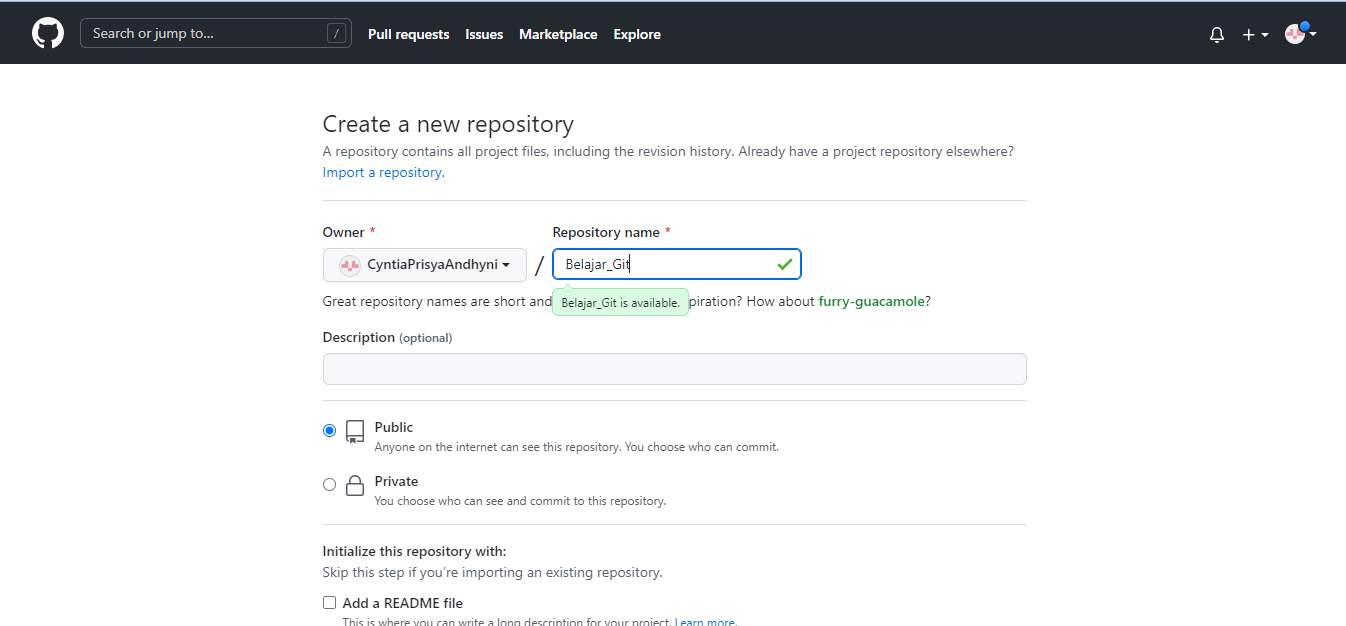 Search or jump to... / Pull requests Issues Marketplace Explore
Create a new repository
A repository contains all project files, including the revision history. Already have a project repository elsewhere?
Import a repository.
Owner * Repository name *
CyntiaPrisyaAndhyni / Belajar_Git
Great repository names are short and piration? How about furry-guacamole?
Belajar_Git is available.
Description (optional)
Public
Anyone on the internet can see this repository. You choose who can commit.
Private
You choose who can see and commit to this repository.
Initialize this repository with:
Skip this step if you're importing an existing repository.
Add a README file
This is where you can write a long description for your project. Learn more.